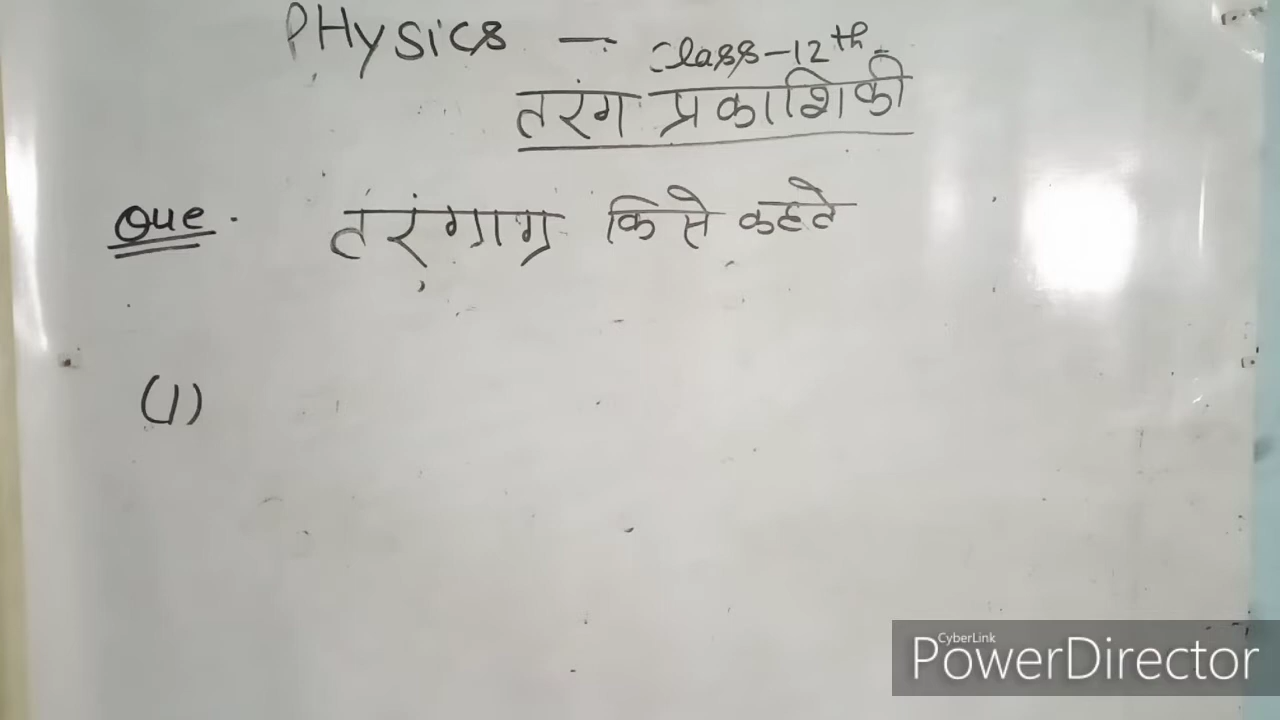 PHysics - Class-12th
तरंग प्रकाशिकी
Que. तरंगाग्र किसे कहते
(1)
CyberLink
PowerDirector